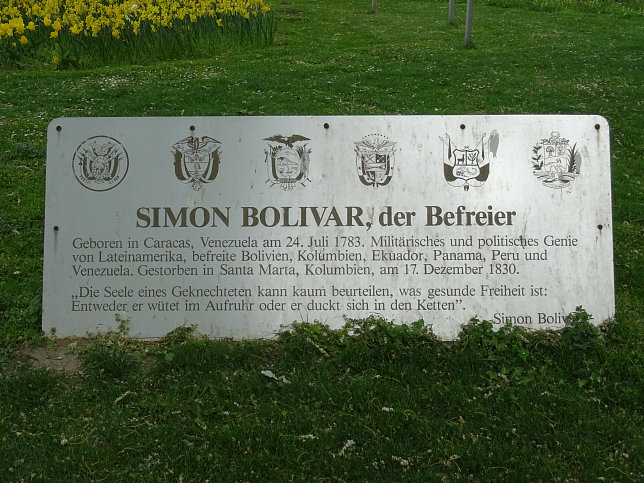 SIMON BOLIVAR, der Befreier
Geboren in Caracas, Venezuela am 24. Juli 1783. Militärisches und politisches Genie
von Lateinamerika, befreite Bolivien, Kolumbien, Ekuador, Panama, Peru und
Venezuela. Gestorben in Santa Marta, Kolumbien, am 17. Dezember 1830.
„Die Seele eines Geknechteten kann kaum beurteilen, was gesunde Freiheit ist:
Entweder er wütet im Aufruhr oder er duckt sich in den Ketten”.
Simon Bolivar